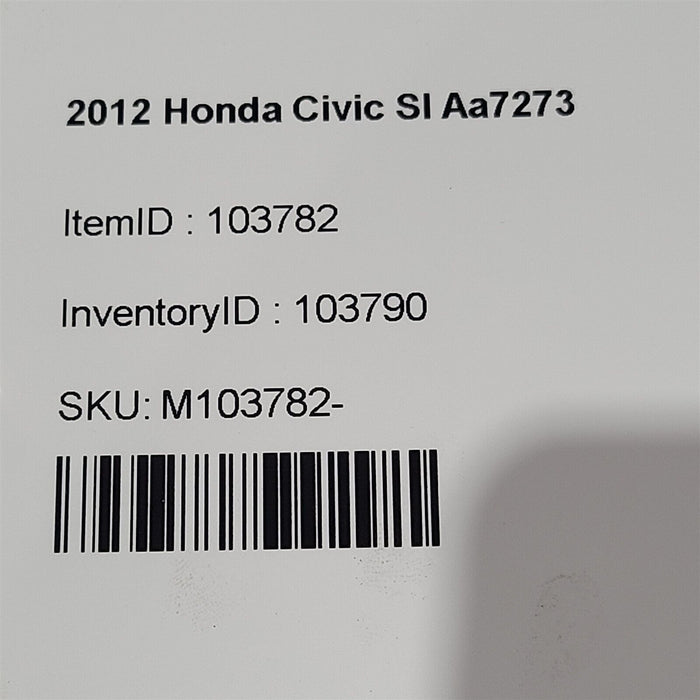 2012 Honda Civic SI Aa7273
ItemID : 103782
InventoryID : 103790
SKU: M103782-